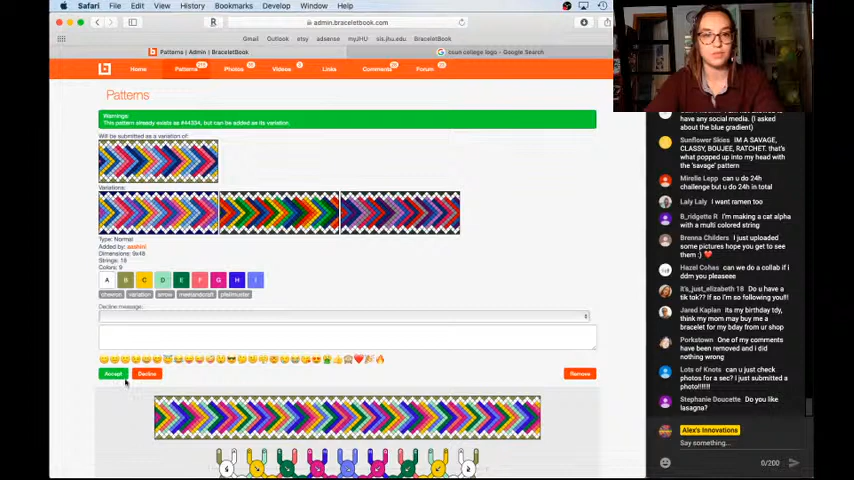 Safari File Edit View History Bookmarks Develop Window Help
admin.braceletbook.com
Gmail Outlook etsy adsense myJHU sis.jhu.edu BraceletBook
Patterns | Admin | BraceletBook
csun college logo - Google Search
Home Patterns Photos Videos Links Comments Forum
Patterns
Warnings:
This pattern already exists as #44334, but can be added as its variation.
Will be submitted as a variation of:
Variations:
Type: Normal
Added by:
Dimensions: 9x48
Strings: 18
Colors: 9
A B C D E F G H I
chevron variation arrow
Decline message:
Accept Decline Remove
have any social media. (I asked
about the blue gradient)
Sunflower Skies IM A SAVAGE,
CLASSY, BOUJEE, RATCHET. that's
what popped up into my head with
the 'savage' pattern
Mirelle Lepp can u do 24h
challenge but u do 24h in total
Laly Laly I want ramen too
B_ridgette R I'm making a cat alpha
with a multi colored string
Brenna Childers I just uploaded
some pictures hope you get to see
them :)
Hazel Cohas can we do a collab if i
ddm you pleaseee
It's_just_elizabeth 18 Do you have a
tik tok?? If so I'm so following you!!
Jared Kaplan its my birthday tdy,
think my mom may buy me a
bracelet for my bday from ur shop
Porkstown One of my comments
have been removed and i did
nothing wrong
Lots of Knots can u just check
photos for a sec? I just submitted a
photo!!!!!!
Stephanie Doucette Do you like
lasagna?
Alex's Innovations
Say something...
0/200